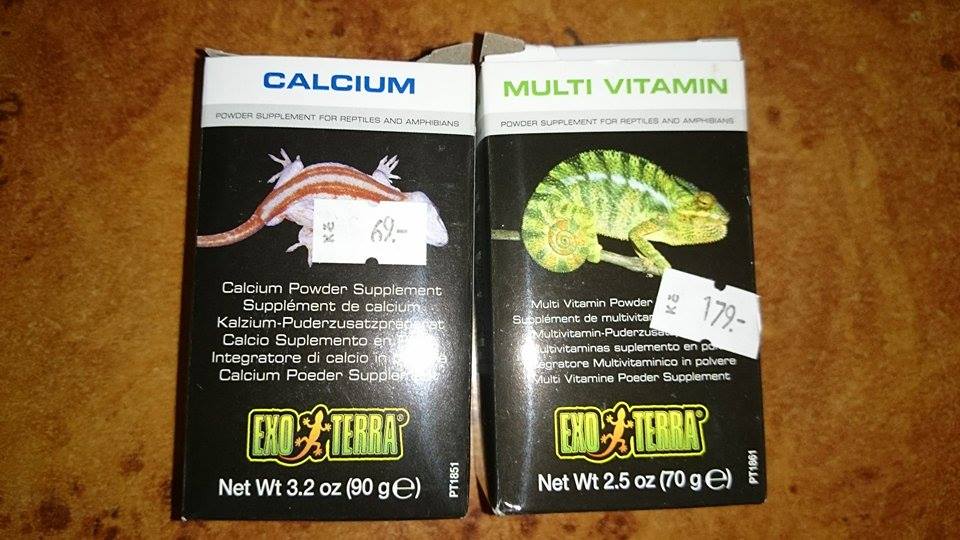 CALCIUM
POWDER SUPPLEMENT FOR REPTILES AND AMPHIBIANS
Kč 69.-
Calcium Powder Supplement
Supplément de calcium
Kalzium-Puderzusatzpräparat
Calcio Suplemento en
Integratore di calcio in
Calcium Poeder Supplement
EXO TERRA®
Net Wt 3.2 oz (90 g e)
PT1851
MULTI VITAMIN
POWDER SUPPLEMENT FOR REPTILES AND AMPHIBIANS
Kč 179.-
Multi Vitamin Powder
Supplément de
Multivitamin-
Multivitaminas suplemento en
Integratore Multivitaminico in polvere
Multi Vitamine Poeder Supplement
EXO TERRA®
Net Wt 2.5 oz (70 g e)
PT1861